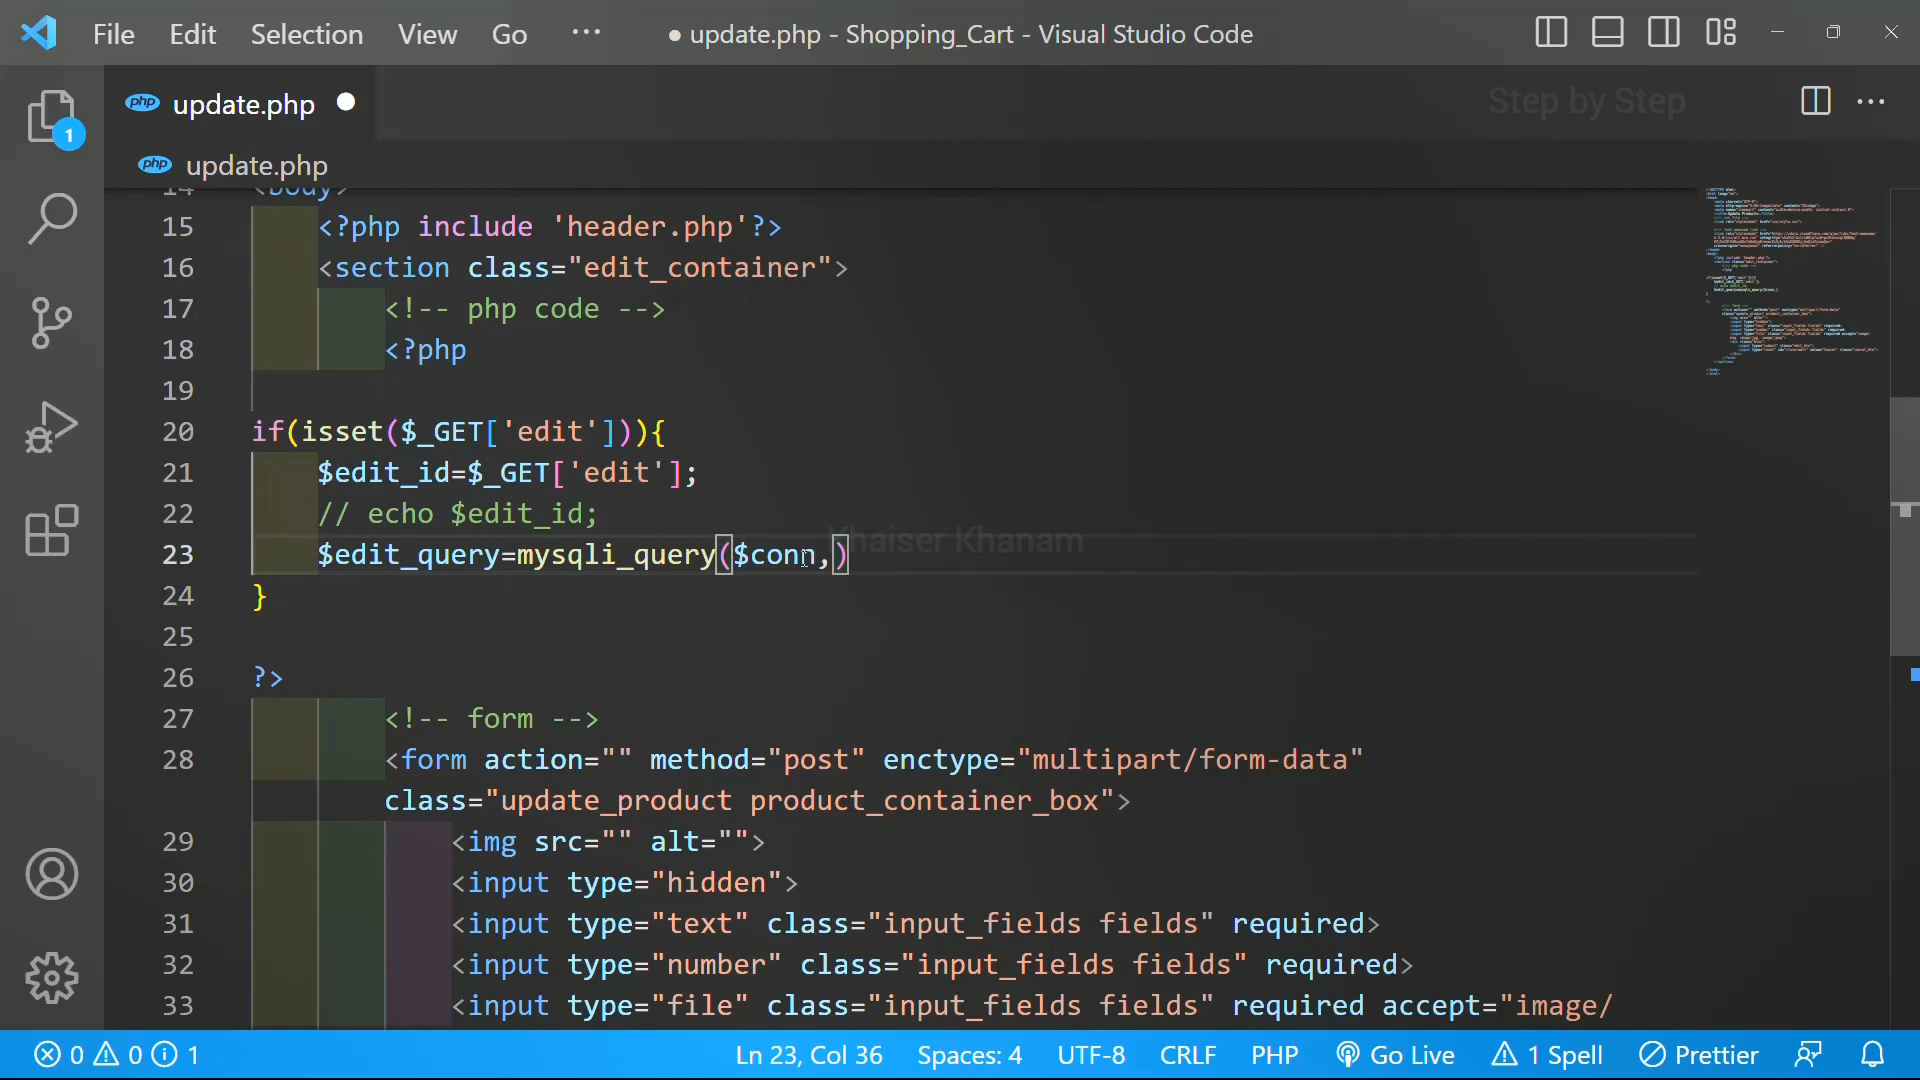 File Edit Selection View Go ··· ● update.php - Shopping_Cart - Visual Studio Code
php update.php ● Step by Step
php update.php
1
14 <body>
15 <?php include 'header.php'?>
16 <section class="edit_container">
17 <!-- php code -->
18 <?php
19
20 if(isset($_GET['edit'])){
21 $edit_id=$_GET['edit'];
22 // echo $edit_id;
Khaiser Khanam
23 $edit_query=mysqli_query($conn,)
24 }
25
26 ?>
27 <!-- form -->
28 <form action="" method="post" enctype="multipart/form-data"
class="update_product product_container_box">
29 <img src="" alt="">
30 <input type="hidden">
31 <input type="text" class="input_fields fields" required>
32 <input type="number" class="input_fields fields" required>
33 <input type="file" class="input_fields fields" required accept="image/
0 0 1 Ln 23, Col 36 Spaces: 4 UTF-8 CRLF PHP Go Live 1 Spell Prettier